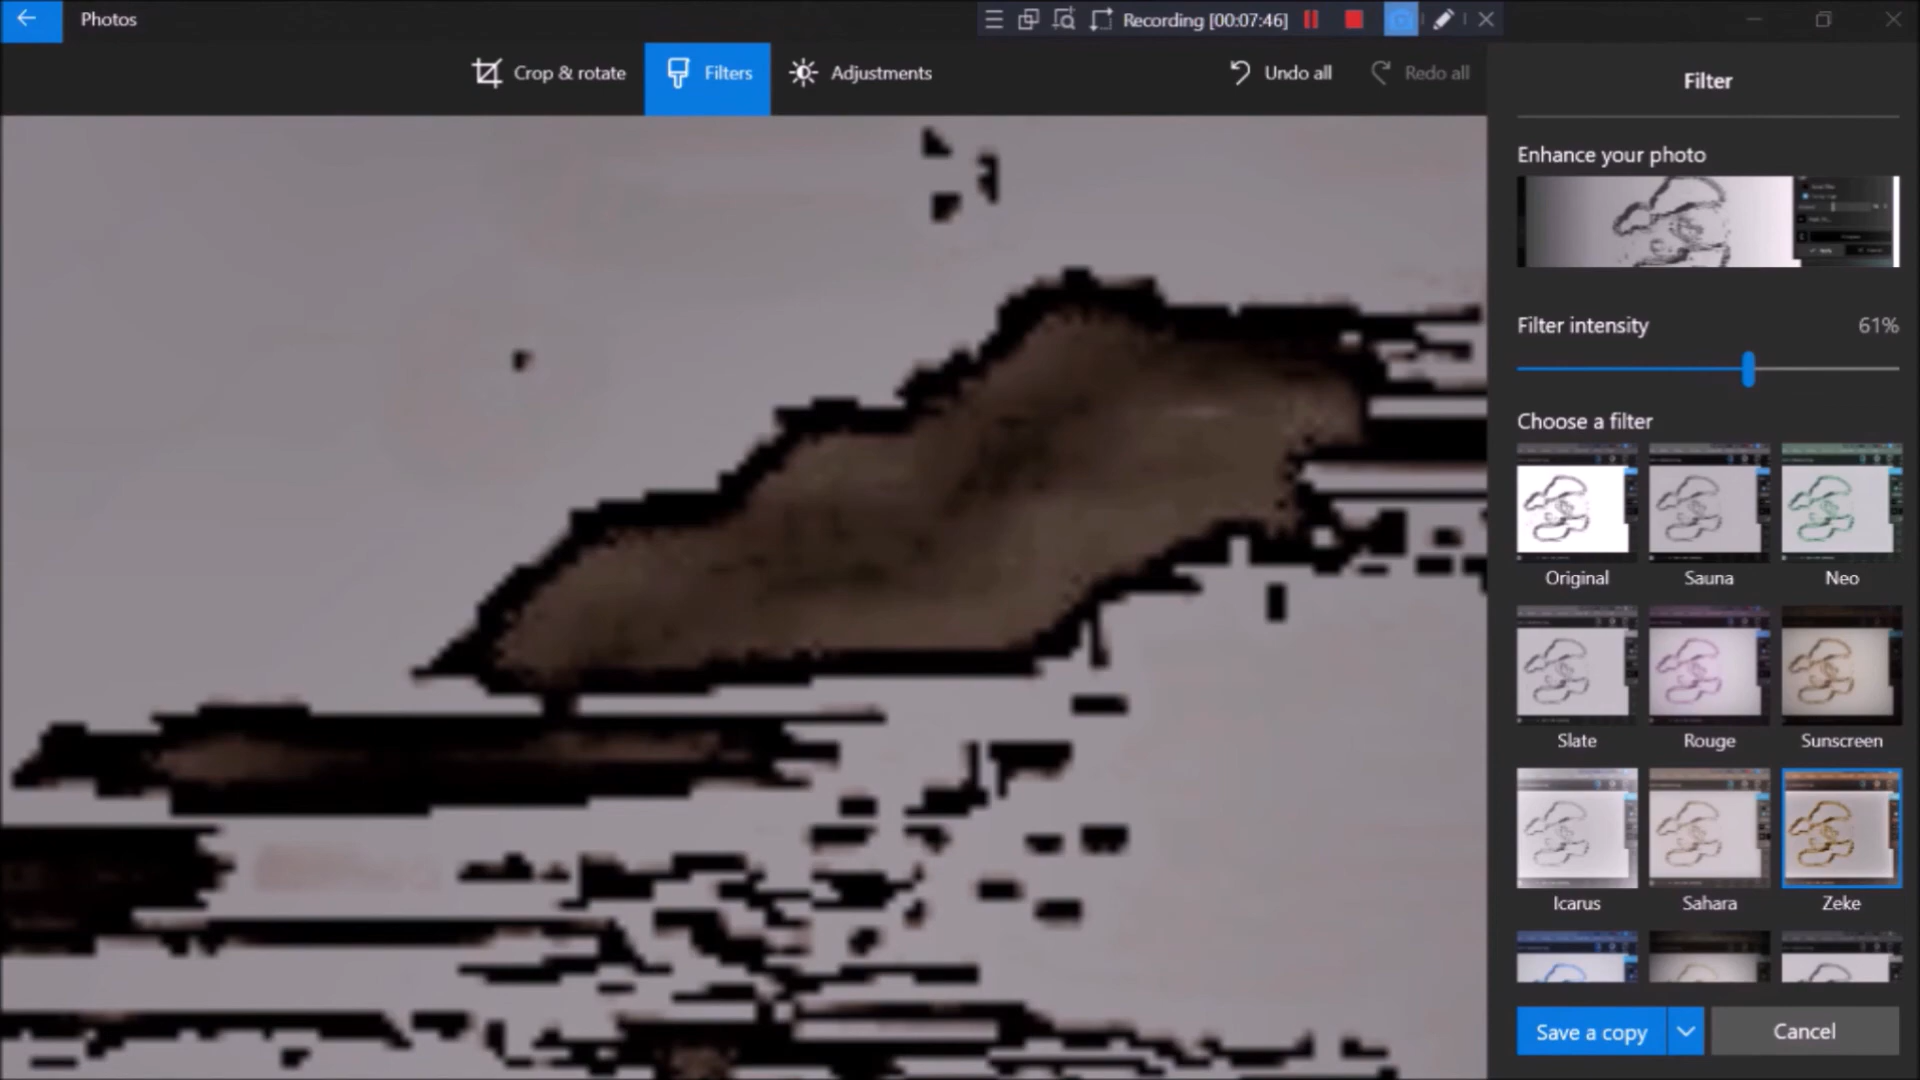 Photos
Recording [00:07:46]
Crop & rotate
Filters
Adjustments
Undo all
Redo all
Filter
Enhance your photo
Filter intensity 61%
Choose a filter
Original Sauna Neo
Slate Rouge Sunscreen
Icarus Sahara Zeke
Save a copy Cancel